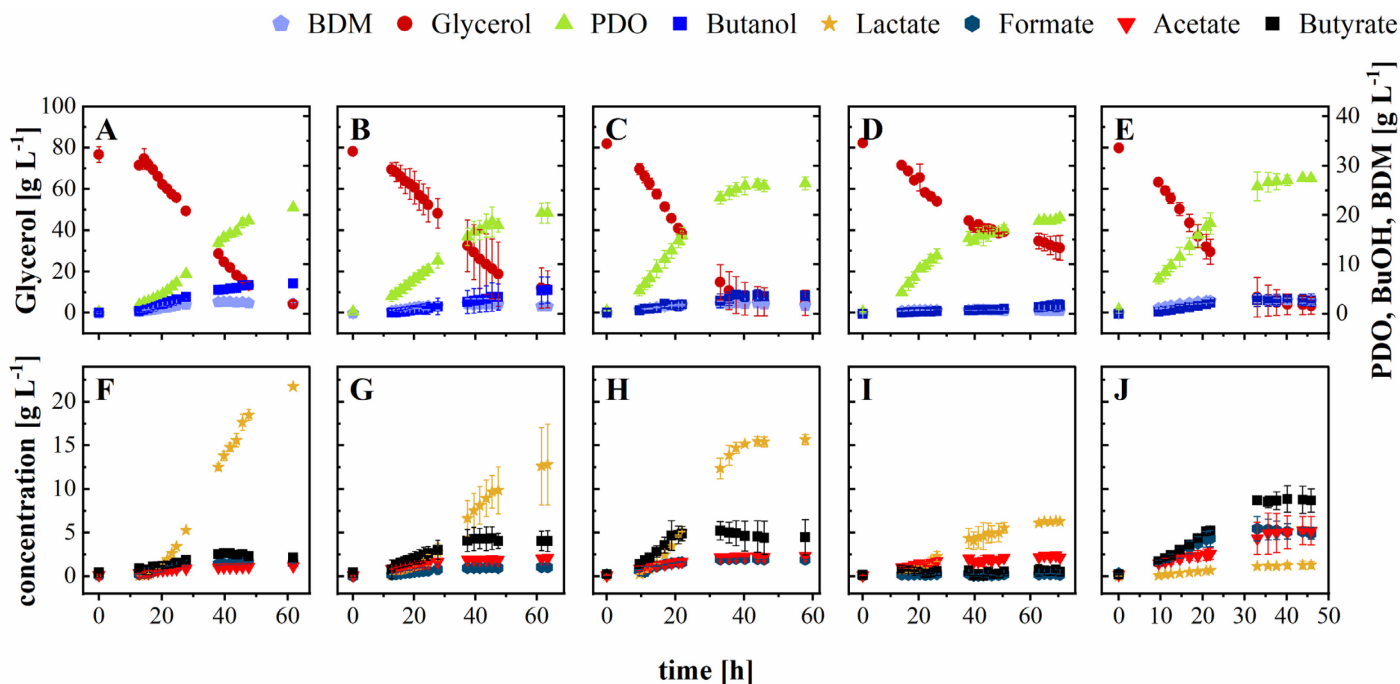 BDM Glycerol PDO Butanol Lactate Formate Acetate Butyrate
Glycerol [g L⁻¹]
100
80
60
40
20
0
A
B
C
D
E
40
35
30
25
20
15
10
5
0
PDO, BuOH, BDM [g L⁻¹]
concentration [g L⁻¹]
20
15
10
5
0
F
G
H
I
J
0 20 40 60
0 20 40 60
0 20 40 60
0 20 40 60
0 10 20 30 40 50
time [h]